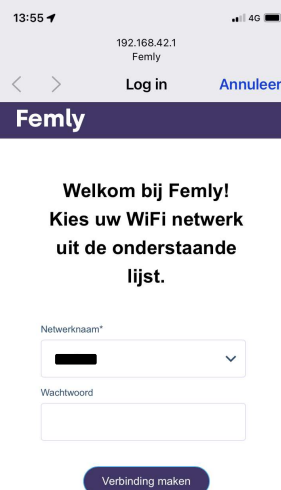 13:55
4G
192.168.42.1
Femly
Log in
Annuleer
Femly
Welkom bij Femly!
Kies uw WiFi netwerk
uit de onderstaande
lijst.
Netwerknaam*
Wachtwoord
Verbinding maken